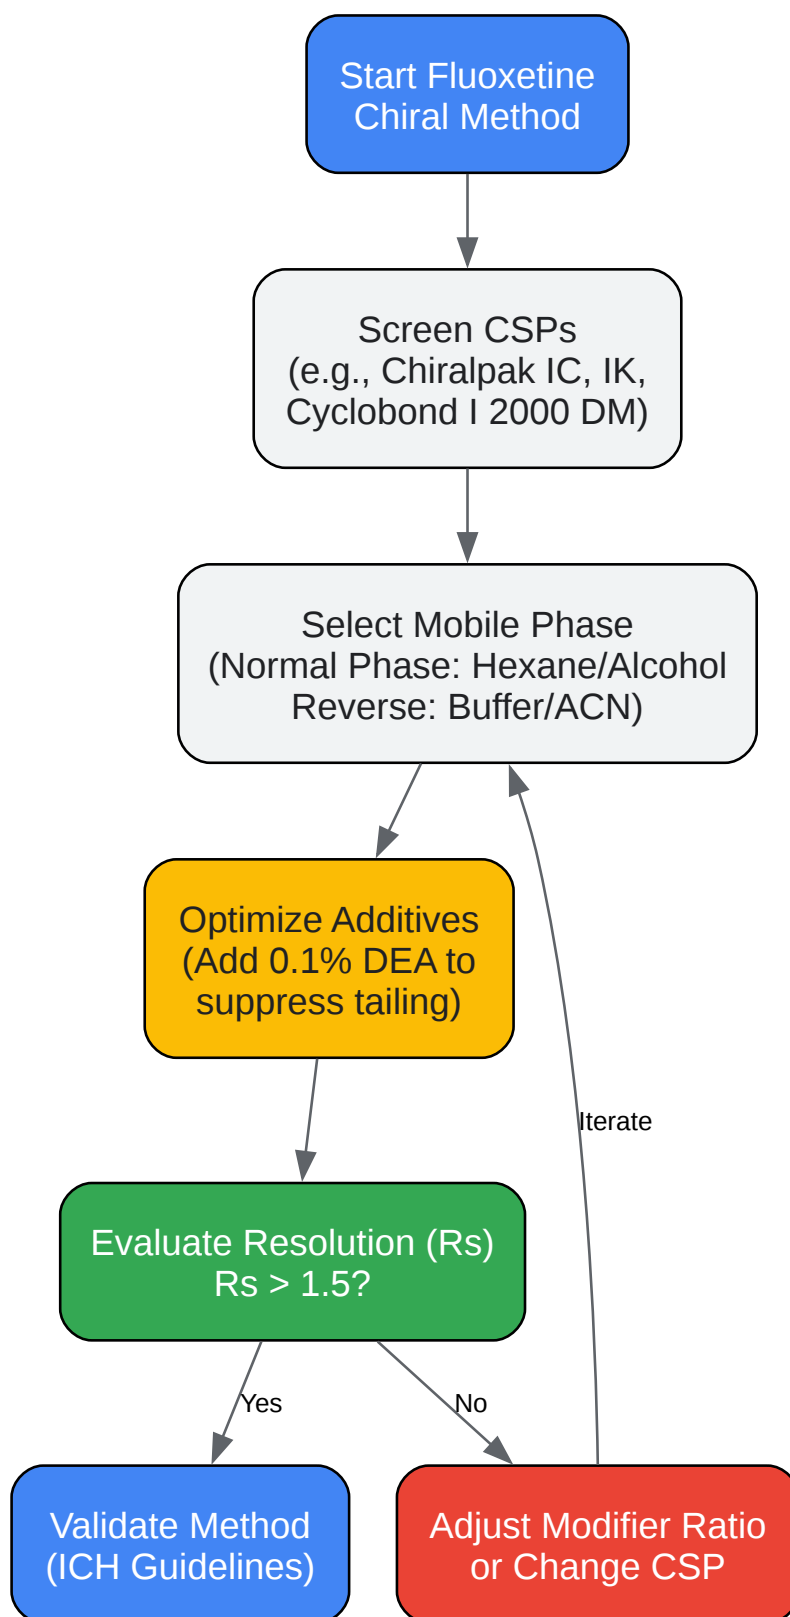 Start Fluoxetine
Chiral Method
Screen CSPs
(e.g., Chiralpak IC, IK,
Cyclobond I 2000 DM)
Select Mobile Phase
(Normal Phase: Hexane/Alcohol
Reverse: Buffer/ACN)
Optimize Additives
(Add 0.1% DEA to
suppress tailing)
Iterate
Evaluate Resolution (Rs)
Rs > 1.5?
Yes
No
Validate Method
(ICH Guidelines)
Adjust Modifier Ratio
or Change CSP